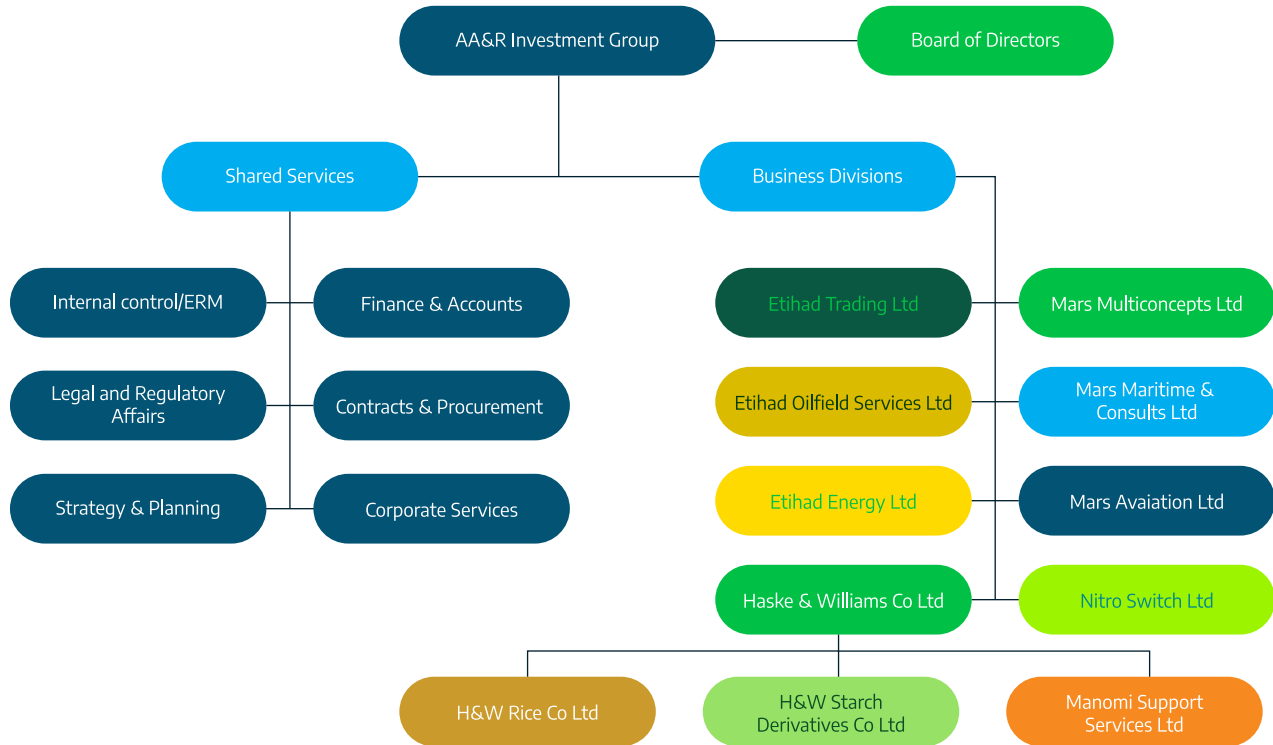 AA&R Investment Group
Board of Directors
Shared Services
Business Divisions
Internal control/ERM
Finance & Accounts
Etihad Trading Ltd
Mars Multiconcepts Ltd
Legal and Regulatory
Affairs
Contracts & Procurement
Etihad Oilfield Services Ltd
Mars Maritime &
Consults Ltd
Strategy & Planning
Corporate Services
Etihad Energy Ltd
Mars Avaiation Ltd
Haske & Williams Co Ltd
Nitro Switch Ltd
H&W Rice Co Ltd
H&W Starch
Derivatives Co Ltd
Manomi Support
Services Ltd